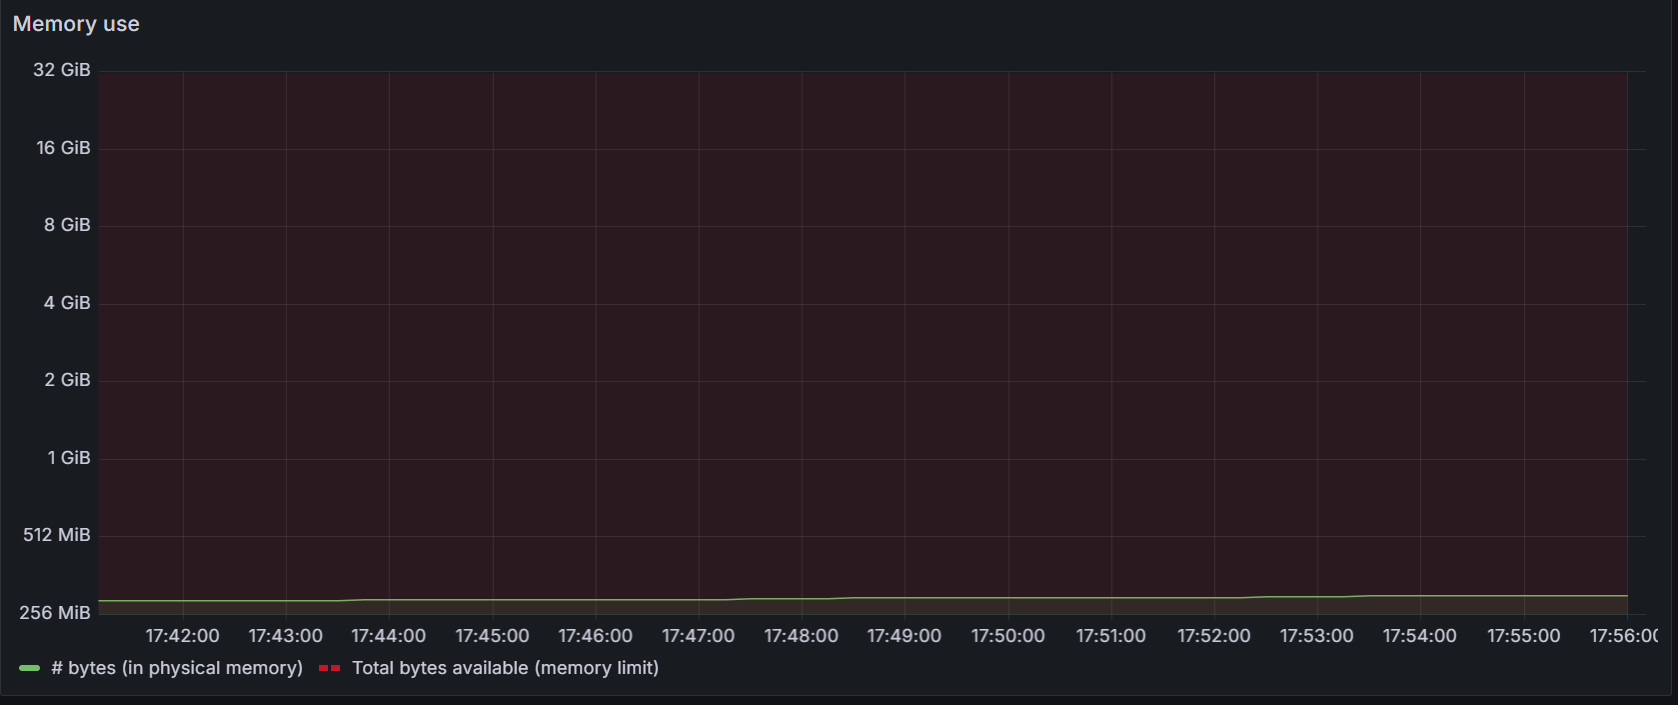 Memory use
32 GiB
16 GiB
8 GiB
4 GiB
2 GiB
1 GiB
512 MiB
256 MiB
17:42:00 17:43:00 17:44:00 17:45:00 17:46:00 17:47:00 17:48:00 17:49:00 17:50:00 17:51:00 17:52:00 17:53:00 17:54:00 17:55:00 17:56:0
# bytes (in physical memory) Total bytes available (memory limit)